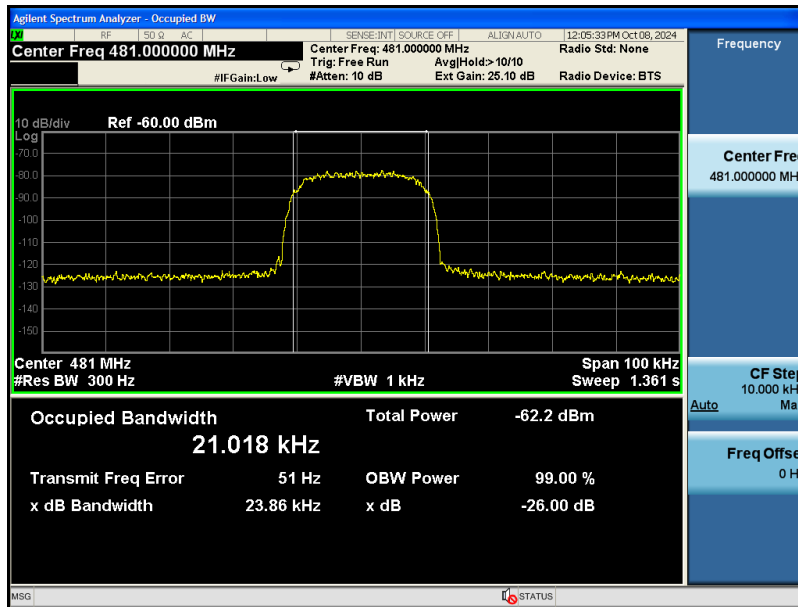 Agilent Spectrum Analyzer - Occupied BW
LXI RF 50 Ω AC SENSE:INT SOURCE OFF ALIGN AUTO 12:05:33 PM Oct 08, 2024
Center Freq 481.000000 MHz
Center Freq: 481.000000 MHz Radio Std: None
Trig: Free Run Avg|Hold:>10/10
#IFGain:Low #Atten: 10 dB Ext Gain: 25.10 dB Radio Device: BTS
10 dB/div Ref -60.00 dBm
Log
-70.0
-80.0
-90.0
-100
-110
-120
-130
-140
-150
Center 481 MHz Span 100 kHz
#Res BW 300 Hz #VBW 1 kHz Sweep 1.361 s
Occupied Bandwidth Total Power -62.2 dBm
21.018 kHz
Transmit Freq Error 51 Hz OBW Power 99.00 %
x dB Bandwidth 23.86 kHz x dB -26.00 dB
MSG STATUS
Frequency
Center Fre
481.000000 MH
CF Step
10.000 kH
Auto Ma
Freq Offse
0 H